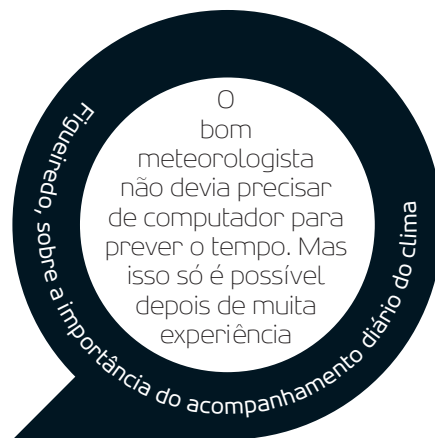 O
bom
meteorologista
não devia precisar
de computador para
prever o tempo. Mas
isso só é possível
depois de muita
experiência
Figueiredo, sobre a importância do acompanhamento diário do clima